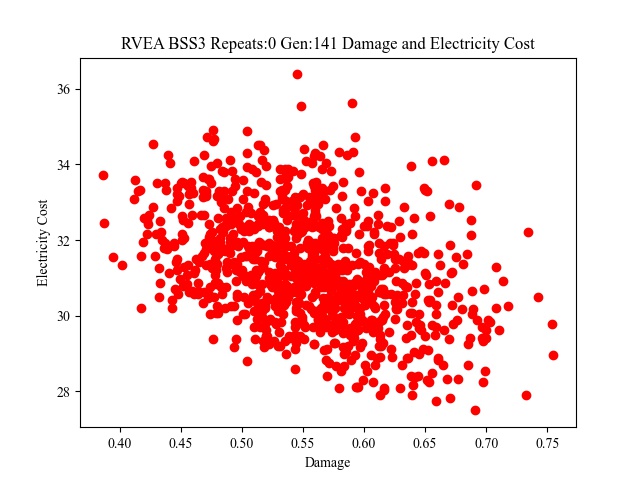 RVEA BSS3 Repeats:0 Gen:141 Damage and Electricity Cost
36
34
32
30
28
Electricity Cost
0.40 0.45 0.50 0.55 0.60 0.65 0.70 0.75
Damage